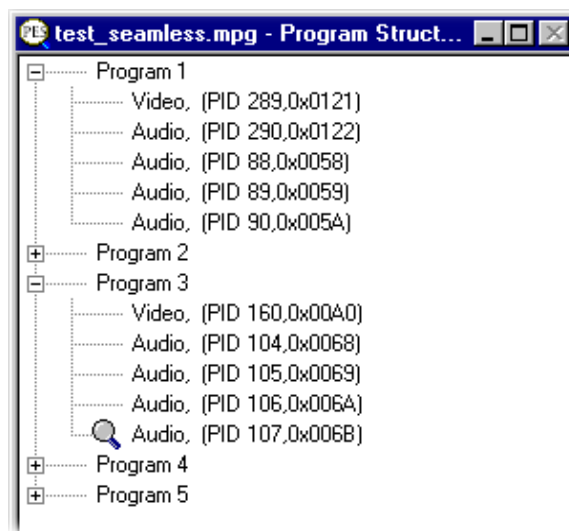 PES test_seamless.mpg - Program Struct...
Program 1
Video, (PID 289,0x0121)
Audio, (PID 290,0x0122)
Audio, (PID 88,0x0058)
Audio, (PID 89,0x0059)
Audio, (PID 90,0x005A)
Program 2
Program 3
Video, (PID 160,0x00A0)
Audio, (PID 104,0x0068)
Audio, (PID 105,0x0069)
Audio, (PID 106,0x006A)
Audio, (PID 107,0x006B)
Program 4
Program 5